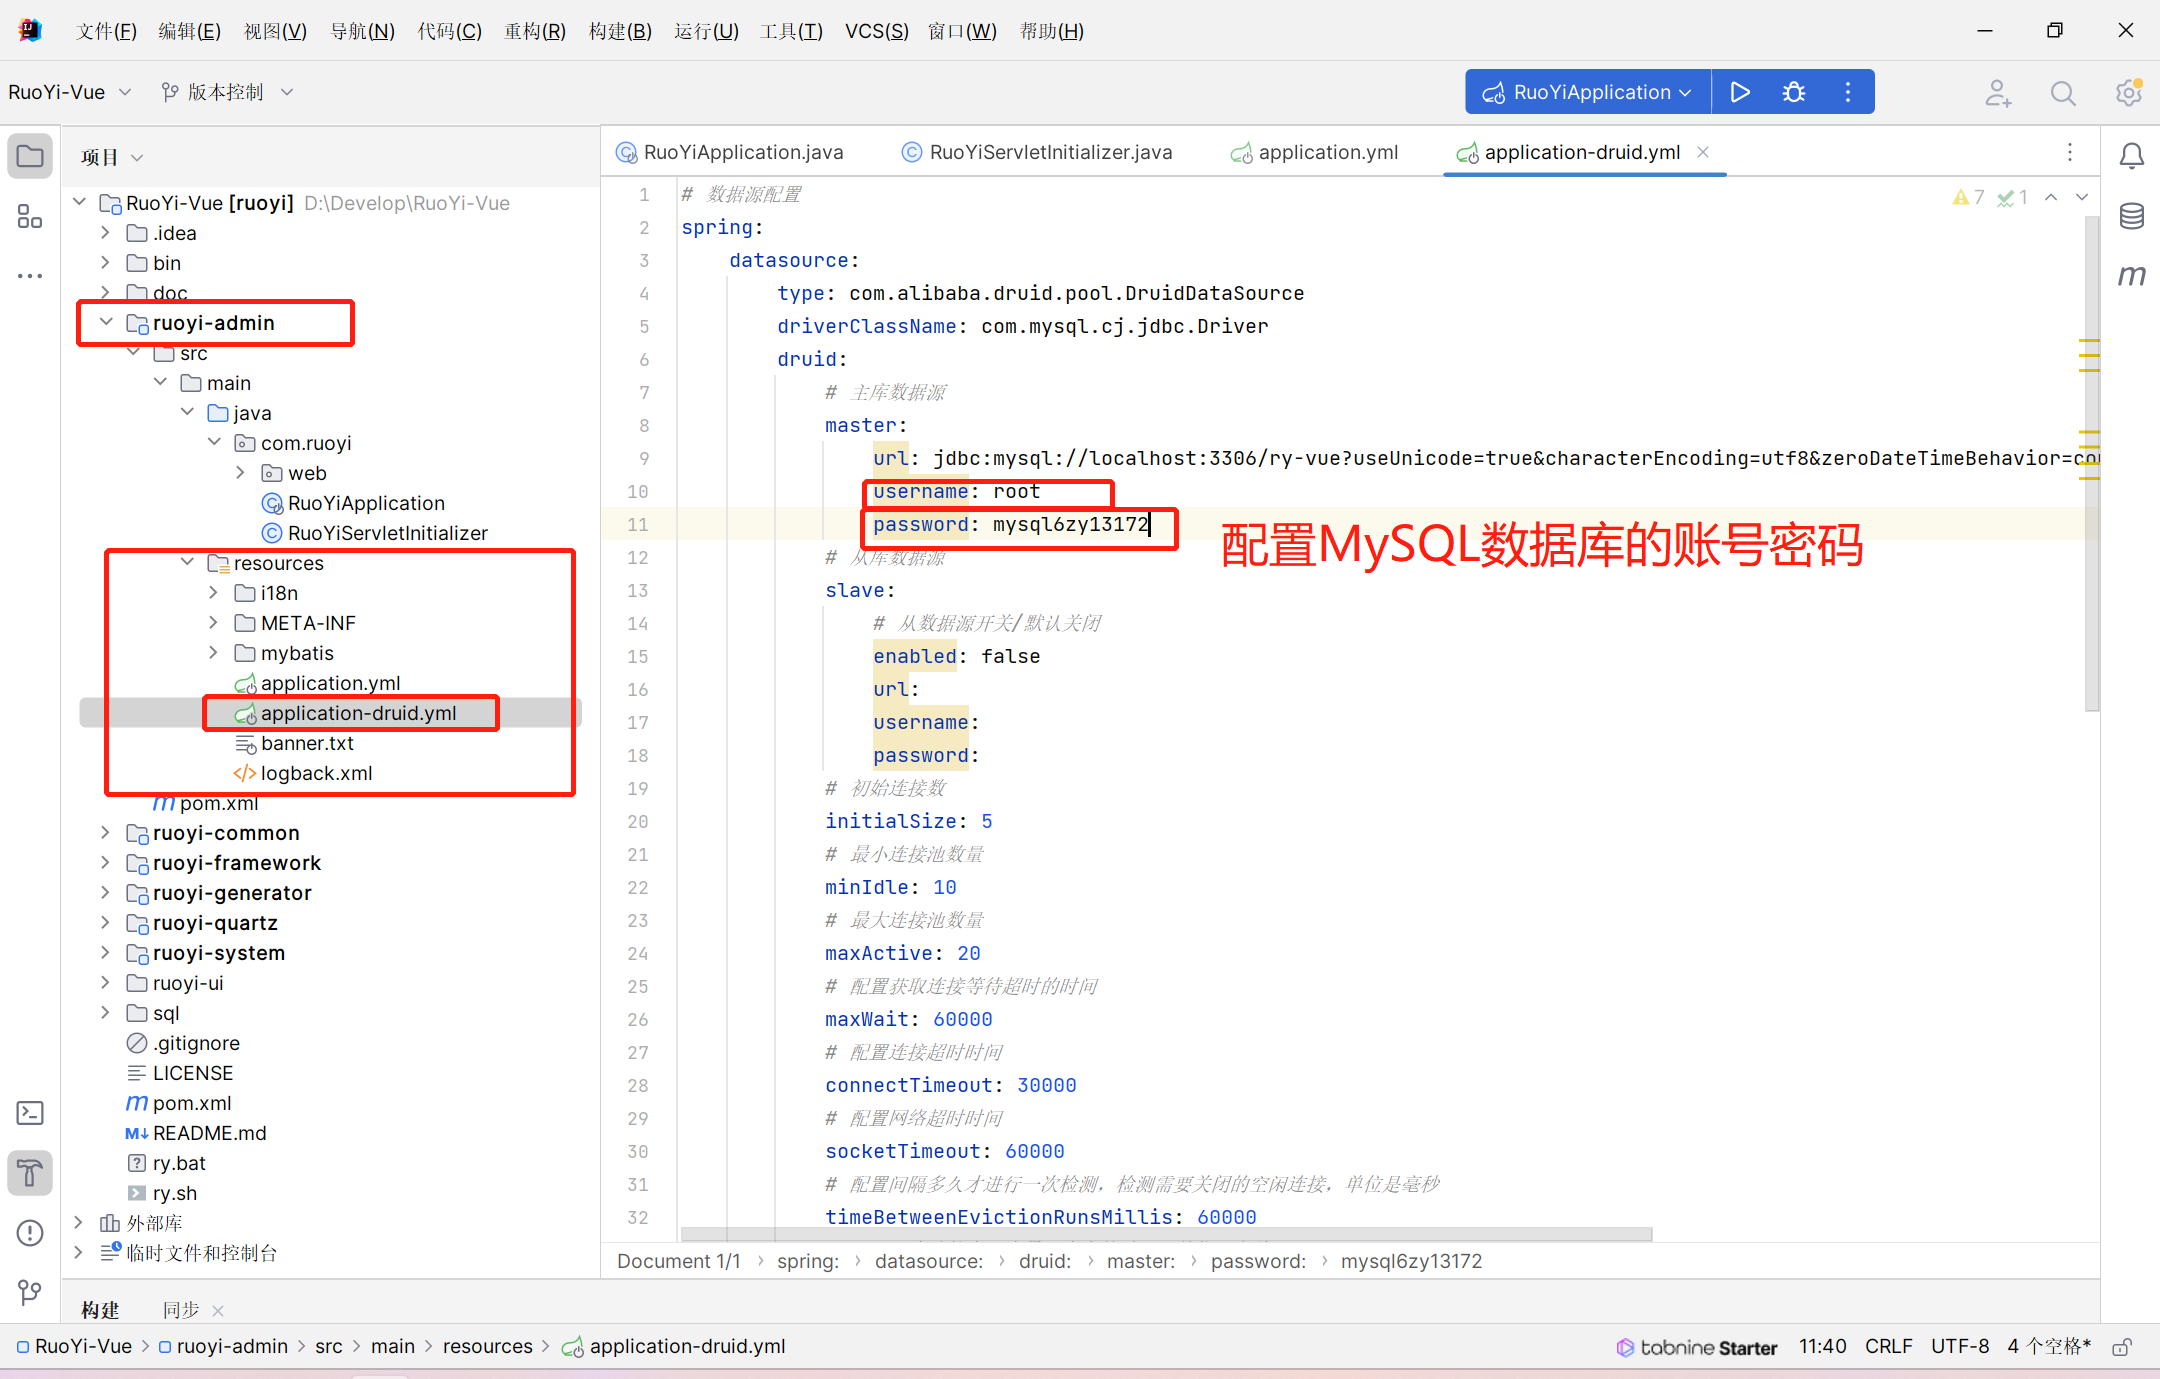 文件(F) 编辑(E) 视图(V) 导航(N) 代码(C) 重构(R) 构建(B) 运行(U) 工具(T) VCS(S) 窗口(W) 帮助(H)
RuoYi-Vue 版本控制 RuoYiApplication
项目
RuoYi-Vue [ruoyi] D:\Develop\RuoYi-Vue
.idea
bin
doc
ruoyi-admin
src
main
java
com.ruoyi
web
RuoYiApplication
RuoYiServletInitializer
resources
i18n
META-INF
mybatis
application.yml
application-druid.yml
banner.txt
logback.xml
pom.xml
ruoyi-common
ruoyi-framework
ruoyi-generator
ruoyi-quartz
ruoyi-system
ruoyi-ui
sql
.gitignore
LICENSE
pom.xml
README.md
ry.bat
ry.sh
外部库
临时文件和控制台
RuoYiApplication.java RuoYiServletInitializer.java application.yml application-druid.yml
7 1
1 # 数据源配置
2 spring:
3 datasource:
4 type: com.alibaba.druid.pool.DruidDataSource
5 driverClassName: com.mysql.cj.jdbc.Driver
6 druid:
7 # 主库数据源
8 master:
9 url: jdbc:mysql://localhost:3306/ry-vue?useUnicode=true&characterEncoding=utf8&zeroDateTimeBehavior=con
10 username: root
11 password: mysql6zy13172
配置MySQL数据库的账号密码
12 # 从库数据源
13 slave:
14 # 从数据源开关/默认关闭
15 enabled: false
16 url:
17 username:
18 password:
19 # 初始连接数
20 initialSize: 5
21 # 最小连接池数量
22 minIdle: 10
23 # 最大连接池数量
24 maxActive: 20
25 # 配置获取连接等待超时的时间
26 maxWait: 60000
27 # 配置连接超时时间
28 connectTimeout: 30000
29 # 配置网络超时时间
30 socketTimeout: 60000
31 # 配置间隔多久才进行一次检测，检测需要关闭的空闲连接，单位是毫秒
32 timeBetweenEvictionRunsMillis: 60000
Document 1/1 › spring: › datasource: › druid: › master: › password: › mysql6zy13172
构建 同步
RuoYi-Vue › ruoyi-admin › src › main › resources › application-druid.yml
tabnine Starter 11:40 CRLF UTF-8 4 个空格*